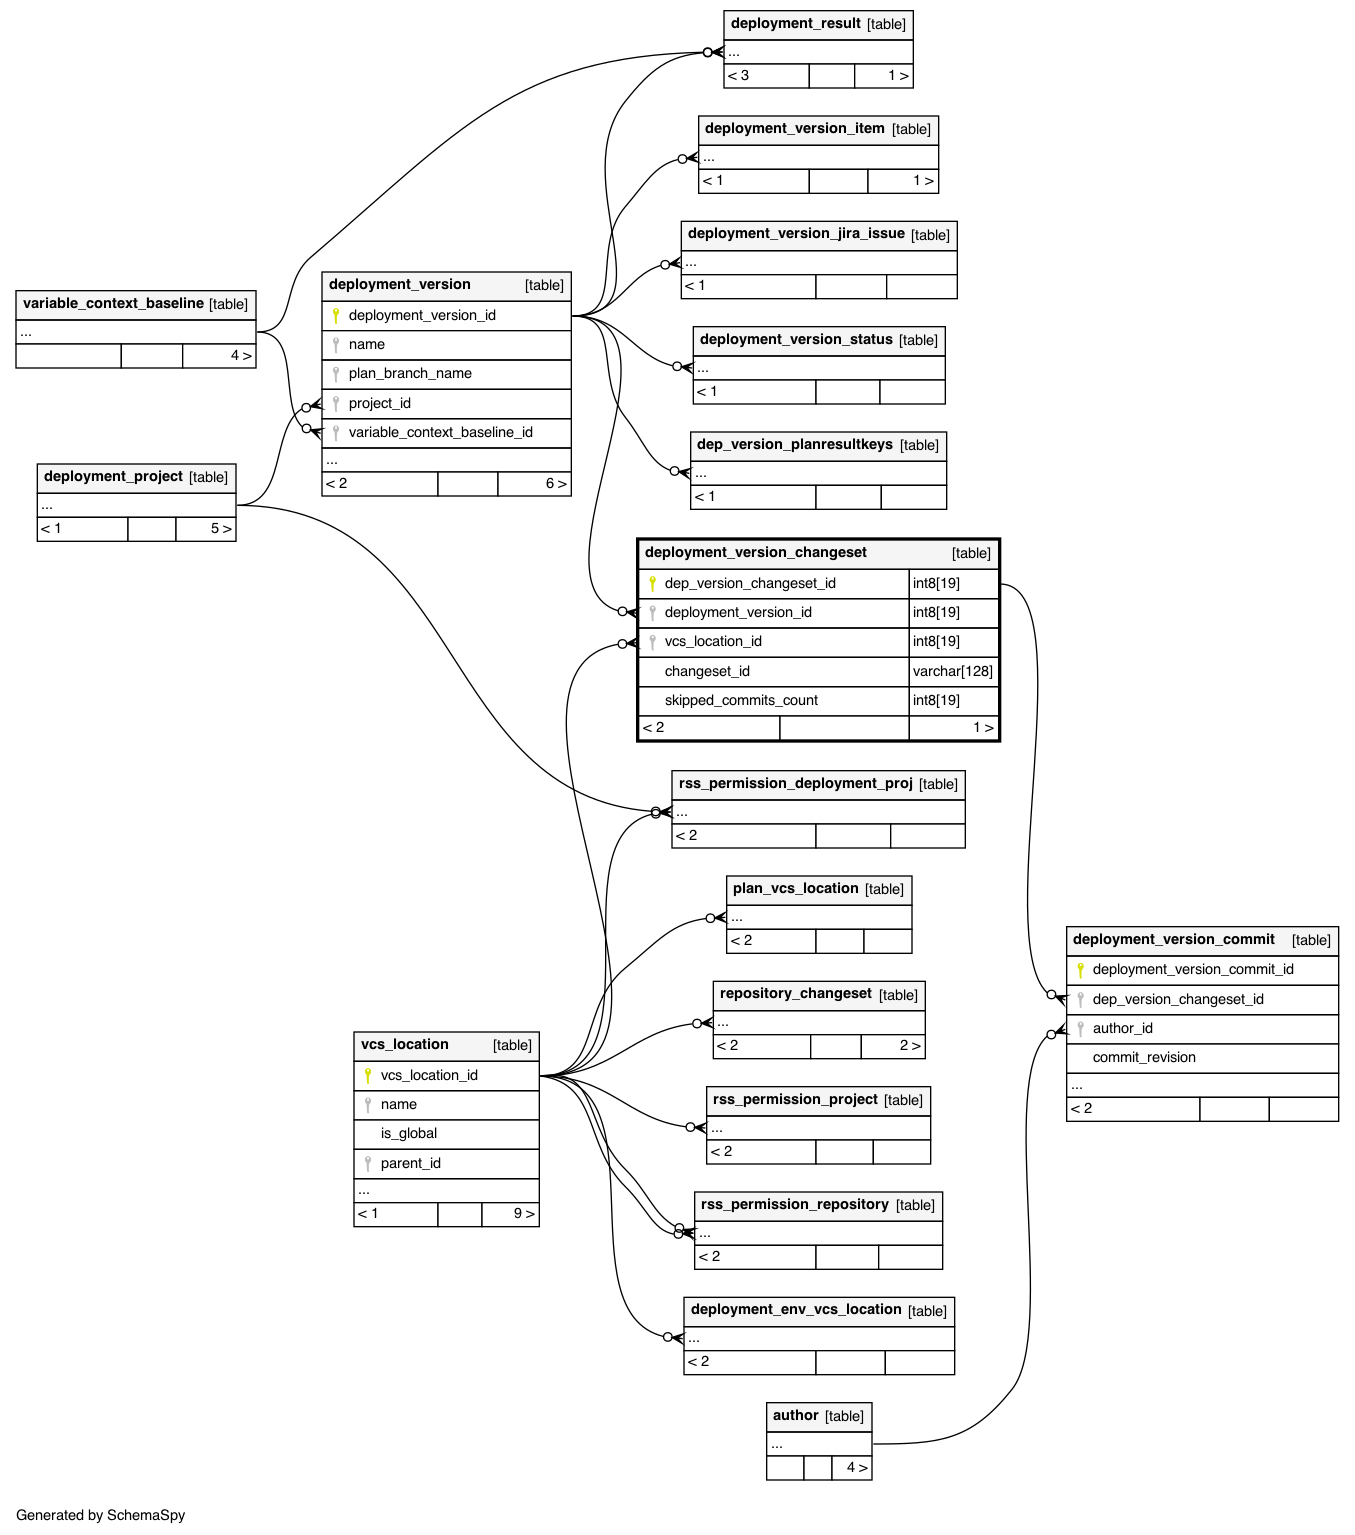 deployment_result [table]
...
< 3 1 >
deployment_version_item [table]
...
< 1 1 >
deployment_version_jira_issue [table]
...
< 1
variable_context_baseline [table]
...
4 >
deployment_version [table]
deployment_version_id
name
plan_branch_name
project_id
variable_context_baseline_id
...
< 2 6 >
deployment_version_status [table]
...
< 1
dep_version_planresultkeys [table]
...
< 1
deployment_project [table]
...
< 1 5 >
deployment_version_changeset [table]
dep_version_changeset_id int8[19]
deployment_version_id int8[19]
vcs_location_id int8[19]
changeset_id varchar[128]
skipped_commits_count int8[19]
< 2 1 >
rss_permission_deployment_proj [table]
...
< 2
plan_vcs_location [table]
...
< 2
deployment_version_commit [table]
deployment_version_commit_id
dep_version_changeset_id
author_id
commit_revision
...
< 2
repository_changeset [table]
...
< 2 2 >
vcs_location [table]
vcs_location_id
name
is_global
parent_id
...
< 1 9 >
rss_permission_project [table]
...
< 2
rss_permission_repository [table]
...
< 2
deployment_env_vcs_location [table]
...
< 2
author [table]
...
4 >
Generated by SchemaSpy